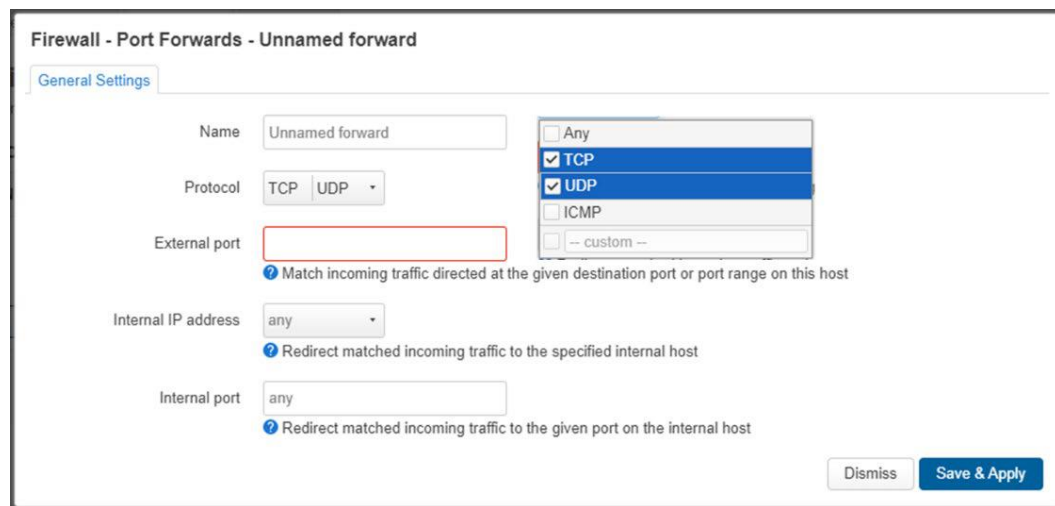 Firewall - Port Forwards - Unnamed forward
General Settings
Name
Unnamed forward
Any
TCP
UDP
ICMP
-- custom --
Protocol
TCP UDP
External port
Match incoming traffic directed at the given destination port or port range on this host
Internal IP address
any
Redirect matched incoming traffic to the specified internal host
Internal port
any
Redirect matched incoming traffic to the given port on the internal host
Dismiss
Save & Apply